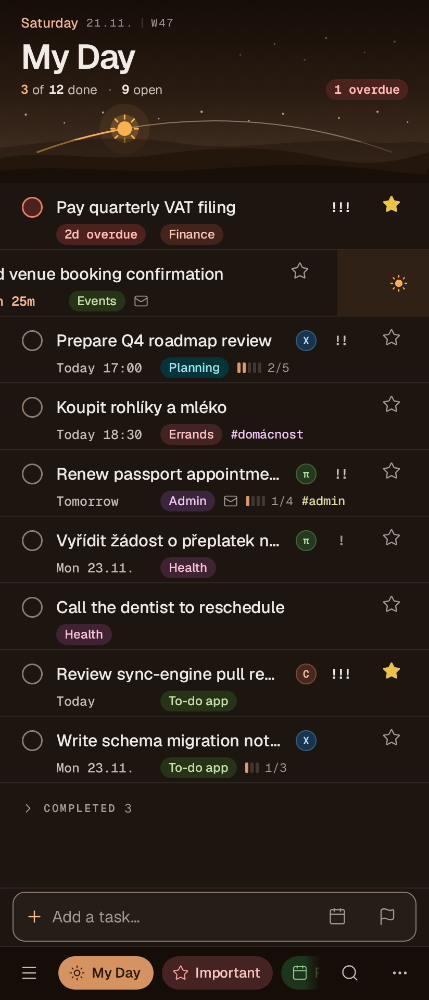 Saturday 21.11. | W47
My Day
3 of 12 done · 9 open
1 overdue
Pay quarterly VAT filing !!!
2d overdue Finance
d venue booking confirmation
25m Events
Prepare Q4 roadmap review X !!
Today 17:00 Planning 2/5
Koupit rohlíky a mléko
Today 18:30 Errands #domácnost
Renew passport appointme… π !!
Tomorrow Admin 1/4 #admin
Vyřídit žádost o přeplatek n… π !
Mon 23.11. Health
Call the dentist to reschedule
Health
Review sync-engine pull re… C !!!
Today To-do app
Write schema migration not… X
Mon 23.11. To-do app 1/3
COMPLETED 3
Add a task…
My Day Important